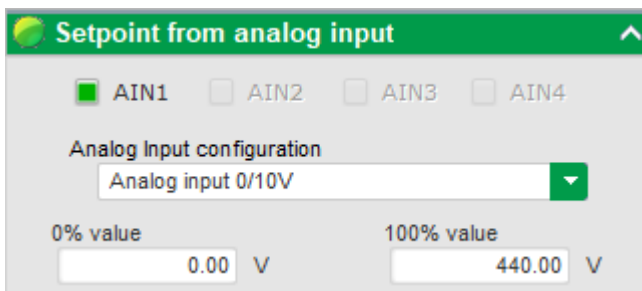 Setpoint from analog input
AIN1 AIN2 AIN3 AIN4
Analog Input configuration
Analog input 0/10V
0% value 100% value
0.00 V 440.00 V